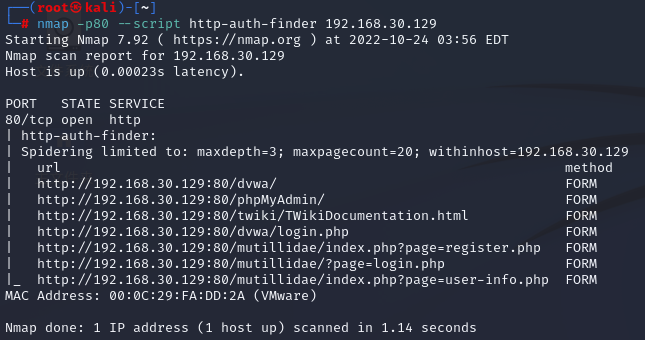 ┌──(root㉿kali)-[~]
└─# nmap -p80 --script http-auth-finder 192.168.30.129
Starting Nmap 7.92 ( https://nmap.org ) at 2022-10-24 03:56 EDT
Nmap scan report for 192.168.30.129
Host is up (0.00023s latency).

PORT   STATE SERVICE
80/tcp open  http
| http-auth-finder:
| Spidering limited to: maxdepth=3; maxpagecount=20; withinhost=192.168.30.129
|   url                                                                  method
|   http://192.168.30.129:80/dvwa/                                       FORM
|   http://192.168.30.129:80/phpMyAdmin/                                 FORM
|   http://192.168.30.129:80/twiki/TWikiDocumentation.html               FORM
|   http://192.168.30.129:80/dvwa/login.php                              FORM
|   http://192.168.30.129:80/mutillidae/index.php?page=register.php      FORM
|   http://192.168.30.129:80/mutillidae/?page=login.php                  FORM
|_  http://192.168.30.129:80/mutillidae/index.php?page=user-info.php     FORM
MAC Address: 00:0C:29:FA:DD:2A (VMware)

Nmap done: 1 IP address (1 host up) scanned in 1.14 seconds